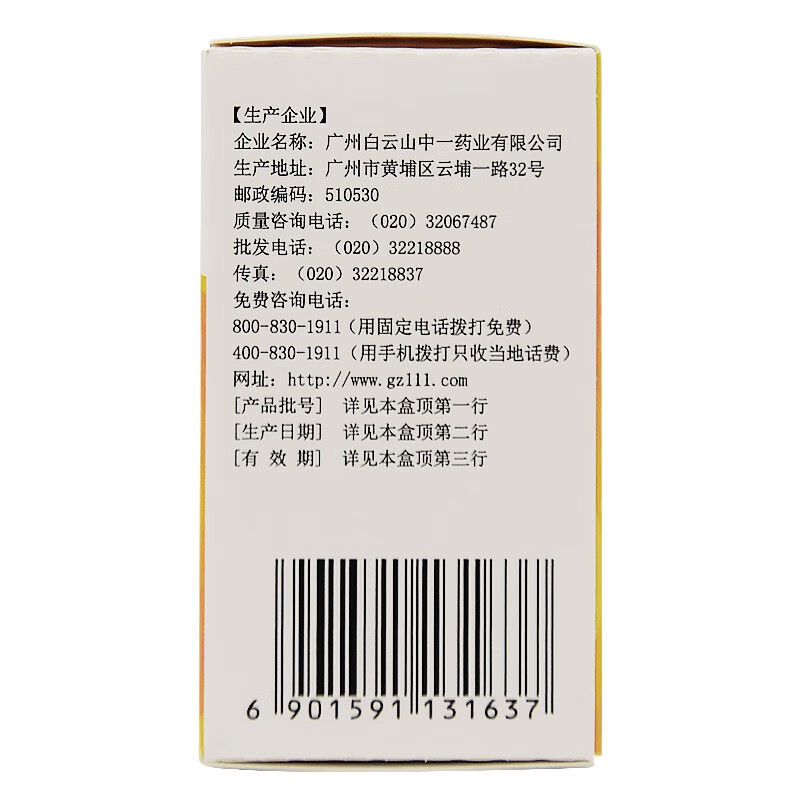 【生产企业】
企业名称：广州白云山中一药业有限公司
生产地址：广州市黄埔区云埔一路32号
邮政编码：510530
质量咨询电话：（020）32067487
批发电话：（020）32218888
传真：（020）32218837
免费咨询电话：
800-830-1911（用固定电话拨打免费）
400-830-1911（用手机拨打只收当地话费）
网址：http://www.gz111.com
[产品批号] 详见本盒顶第一行
[生产日期] 详见本盒顶第二行
[有 效 期] 详见本盒顶第三行
6 901591 131637